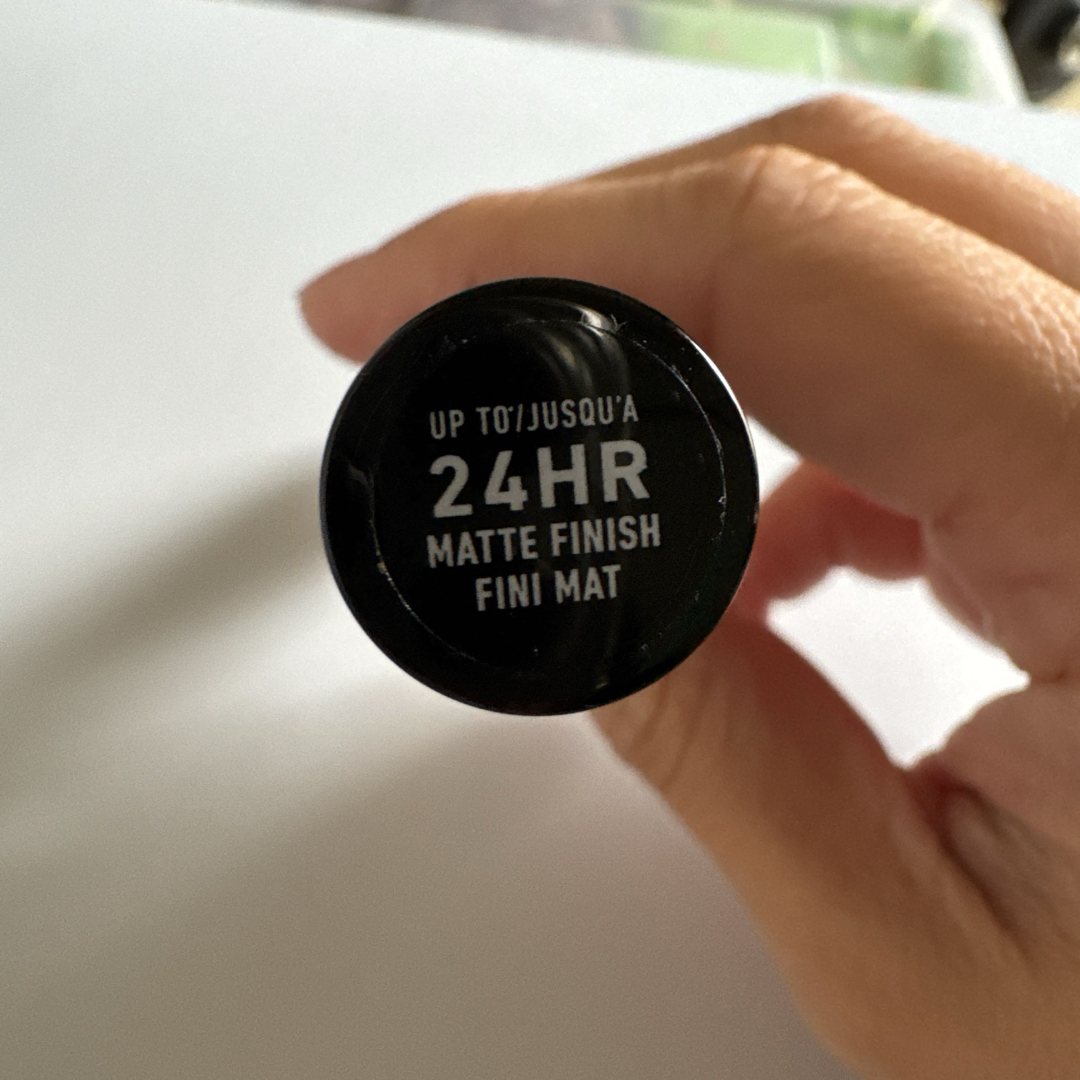 UP TO/JUSQU'A
24HR
MATTE FINISH
FINI MAT